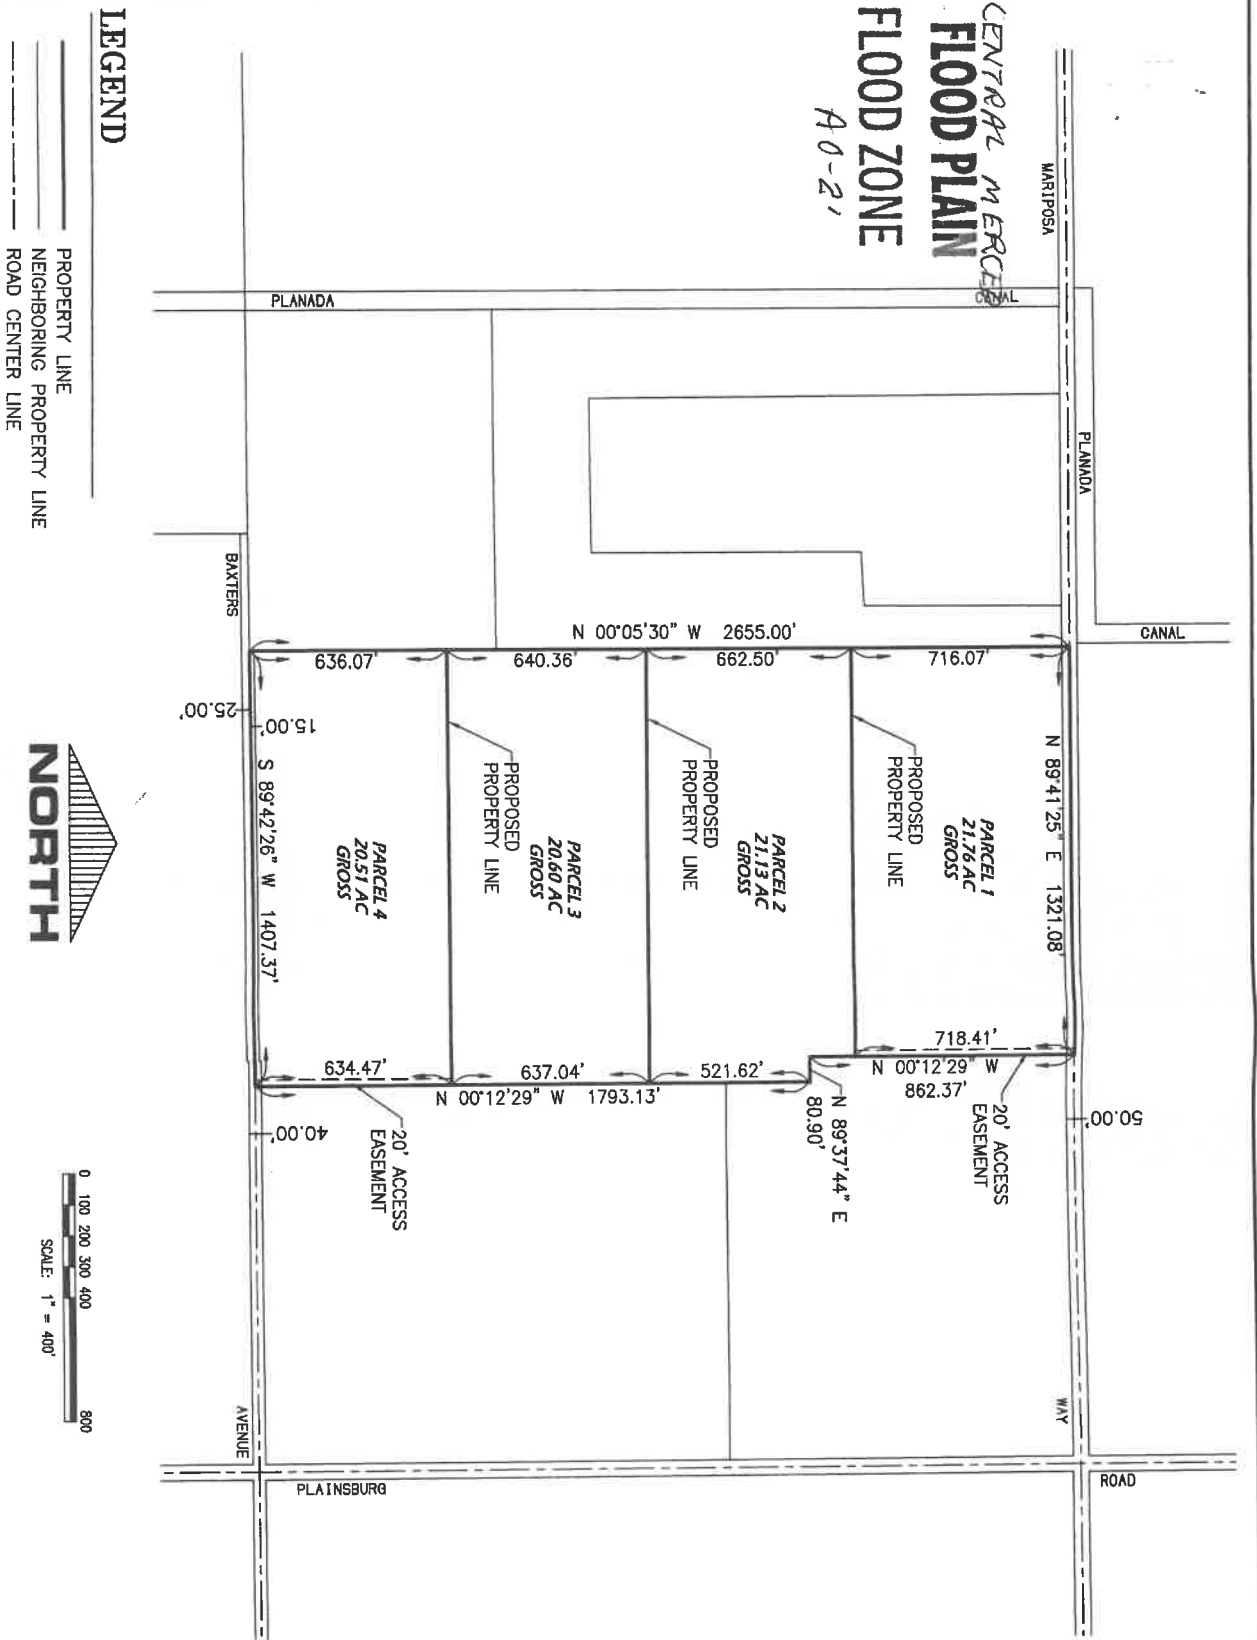 CENTRAL MERCED
FLOOD PLAIN
FLOOD ZONE
AO-2'
MARIPOSA
PLANADA
CANAL
PLANADA
CANAL
BAXTERS
N 00°05'30" W 2655.00'
636.07'
640.36'
662.50'
716.07'
25.00'
15.00'
N 89°41'25" E 1321.08'
PROPOSED
PROPERTY LINE
PROPOSED
PROPERTY LINE
PROPOSED
PROPERTY LINE
PARCEL 1
21.76 AC
GROSS
PARCEL 2
21.13 AC
GROSS
PARCEL 3
20.60 AC
GROSS
PARCEL 4
20.51 AC
GROSS
S 89°42'26" W 1407.37'
634.47'
637.04'
521.62'
718.41'
N 00°12'29" W 1793.13'
N 00°12'29" W
862.37'
N 89°37'44" E
80.90'
20' ACCESS
EASEMENT
20' ACCESS
EASEMENT
40.00'
50.00'
WAY
AVENUE
PLAINSBURG
ROAD
LEGEND
PROPERTY LINE
NEIGHBORING PROPERTY LINE
ROAD CENTER LINE
NORTH
0 100 200 300 400 800
SCALE: 1" = 400'